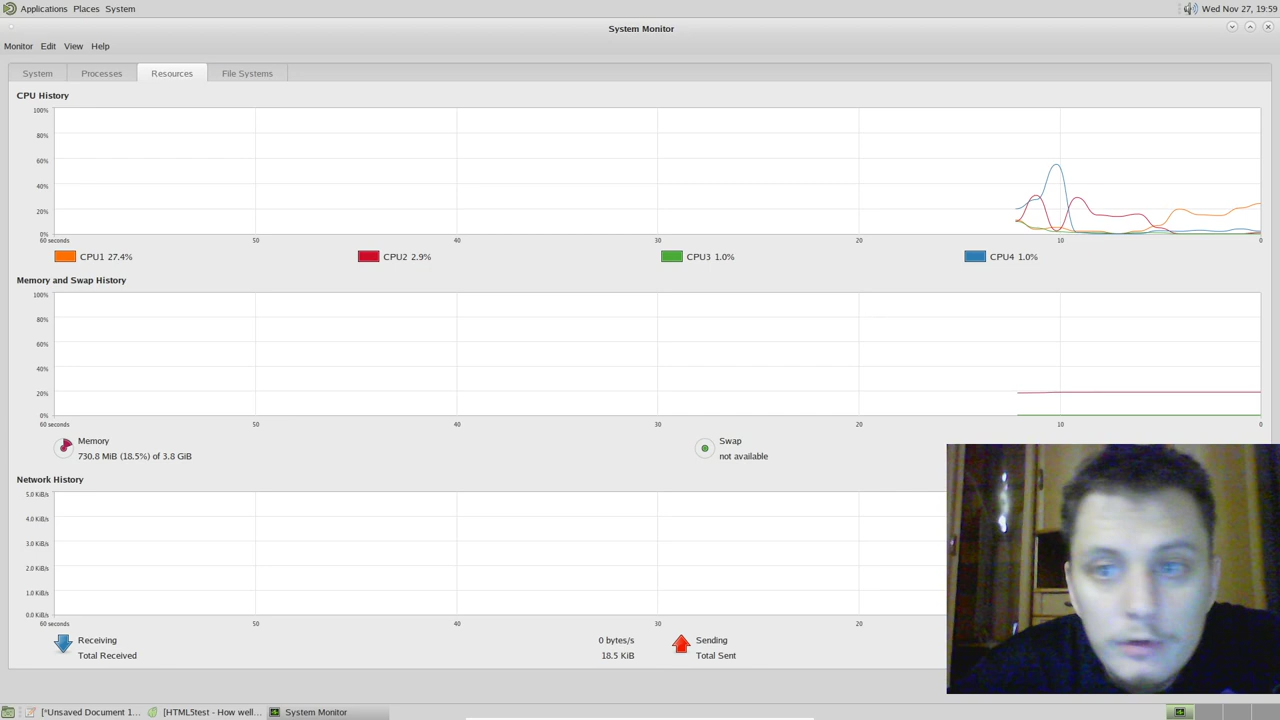 Applications Places System
Wed Nov 27, 19:59
System Monitor
Monitor Edit View Help
System Processes Resources File Systems
CPU History
100%
80%
60%
40%
20%
0%
60 seconds 50 40 30 20 10 0
CPU1 27.4% CPU2 2.9% CPU3 1.0% CPU4 1.0%
Memory and Swap History
100%
80%
60%
40%
20%
0%
60 seconds 50 40 30 20 10 0
Memory
730.8 MiB (18.5%) of 3.8 GiB
Swap
not available
Network History
5.0 KiB/s
4.0 KiB/s
3.0 KiB/s
2.0 KiB/s
1.0 KiB/s
0.0 KiB/s
60 seconds 50 40 30 20
Receiving 0 bytes/s
Total Received 18.5 KiB
Sending
Total Sent
[*Unsaved Document 1... [HTML5test - How well... System Monitor